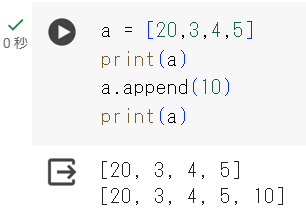 0 秒
a = [20,3,4,5]
print(a)
a.append(10)
print(a)
[20, 3, 4, 5]
[20, 3, 4, 5, 10]